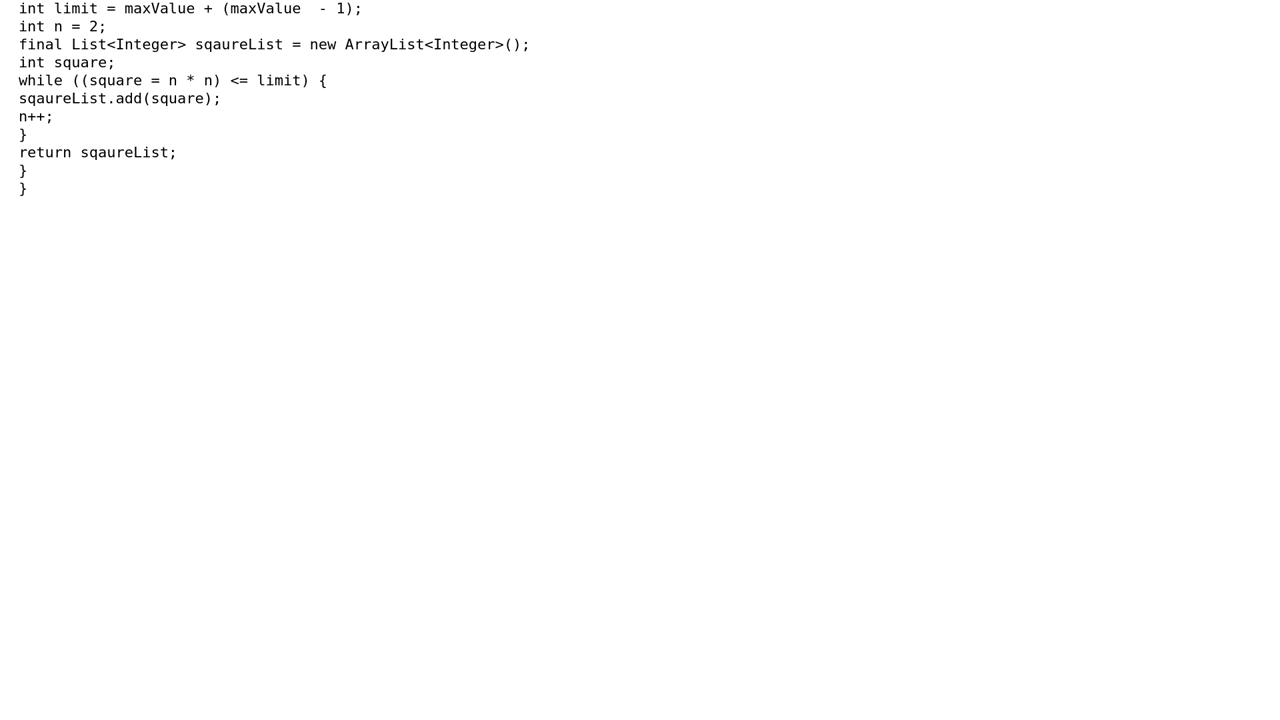 int limit = maxValue + (maxValue  - 1);
int n = 2;
final List<Integer> sqaureList = new ArrayList<Integer>();
int square;
while ((square = n * n) <= limit) {
sqaureList.add(square);
n++;
}
return sqaureList;
}
}